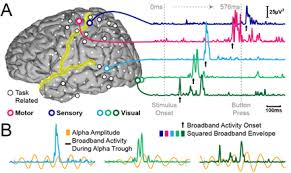 A
0ms
576ms
25μV²
Task
Related
Motor
Sensory
Visual
Stimulus
Onset
Button
Press
100ms
Broadband Activity Onset
Squared Broadband Envelope
B
Alpha Amplitude
Broadband Activity
During Alpha Trough